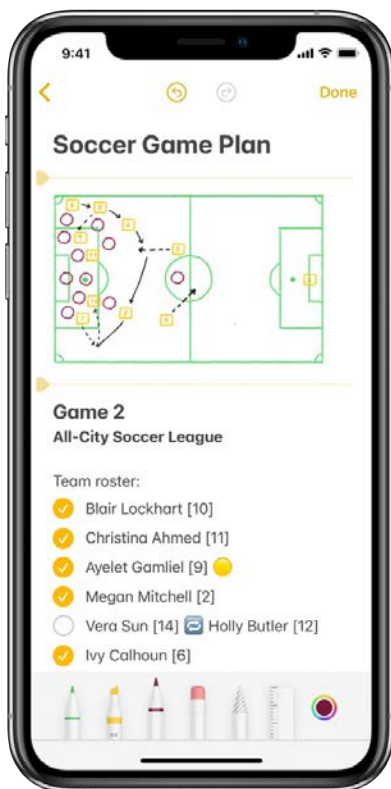 9:41
Done
Soccer Game Plan
Game 2
All-City Soccer League
Team roster:
Blair Lockhart [10]
Christina Ahmed [11]
Ayelet Gamliel [9]
Megan Mitchell [2]
Vera Sun [14] Holly Butler [12]
Ivy Calhoun [6]